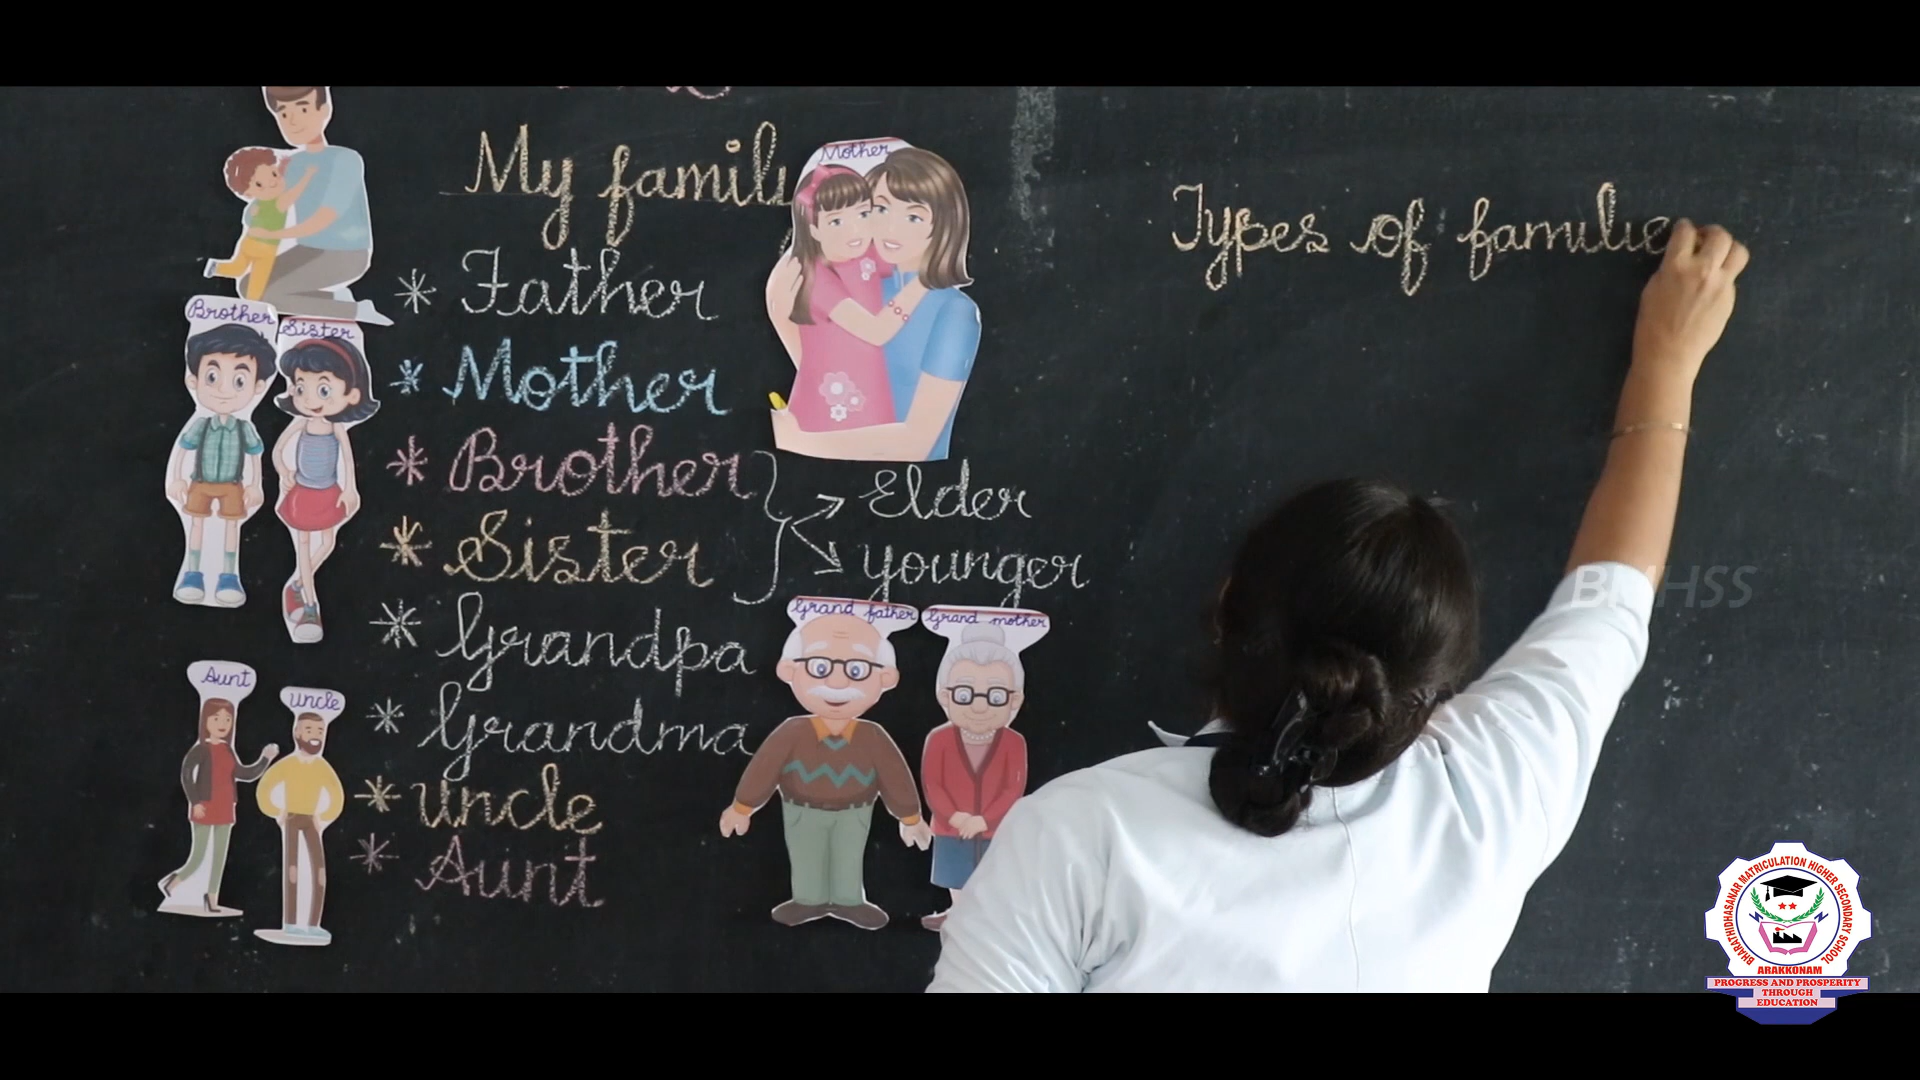 My family
* Father
* Mother
* Brother
* Sister
Elder
younger
* Grandpa
* Grandma
* Uncle
* Aunt
Mother
Brother
Sister
Grand father
Grand mother
Aunt
Uncle
Types of familie
BMHSS
BHARATHIDHASANAR MATRICULATION HIGHER SECONDARY SCHOOL
ARAKKONAM
PROGRESS AND PROSPERITY
THROUGH
EDUCATION